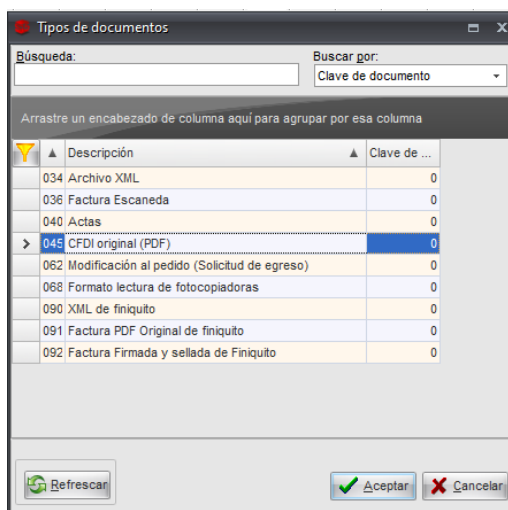 Tipos de documentos
Búsqueda: Buscar por:
Clave de documento
Arrastre un encabezado de columna aquí para agrupar por esa columna
Descripción Clave de ...
034 Archivo XML 0
036 Factura Escaneda 0
040 Actas 0
045 CFDI original (PDF) 0
062 Modificación al pedido (Solicitud de egreso) 0
068 Formato lectura de fotocopiadoras 0
090 XML de finiquito 0
091 Factura PDF Original de finiquito 0
092 Factura Firmada y sellada de Finiquito 0
Refrescar Aceptar Cancelar